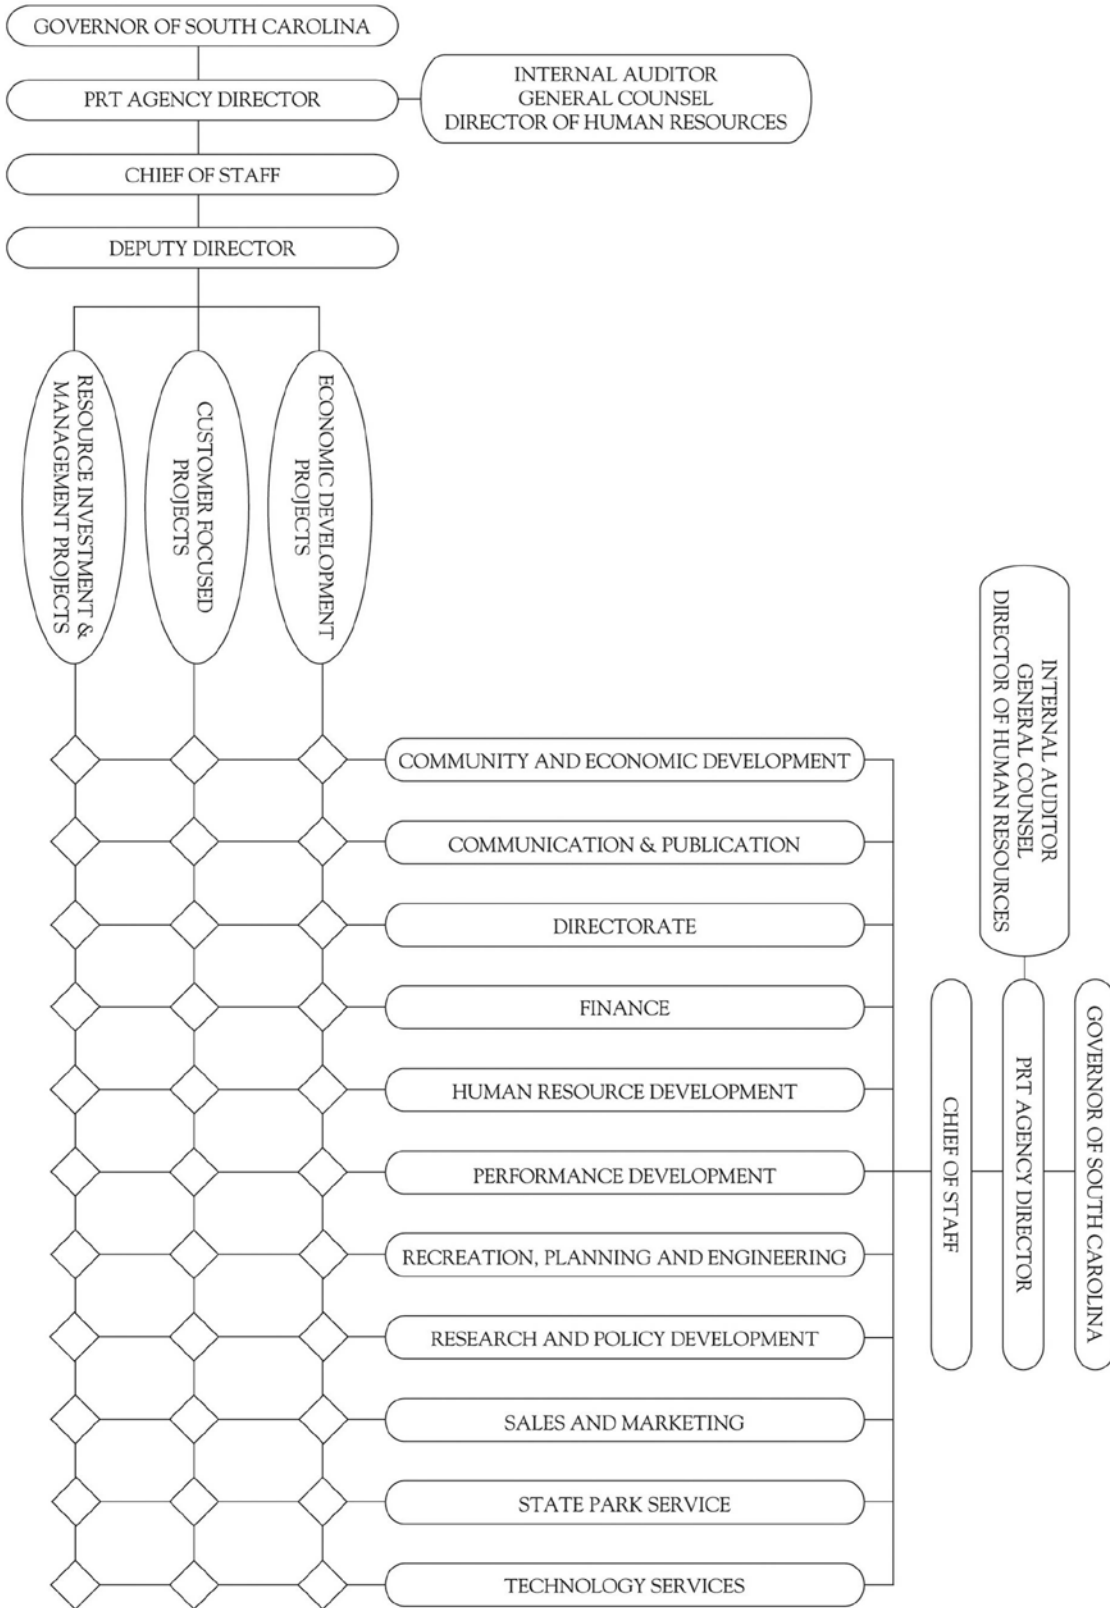 GOVERNOR OF SOUTH CAROLINA
PRT AGENCY DIRECTOR
INTERNAL AUDITOR
GENERAL COUNSEL
DIRECTOR OF HUMAN RESOURCES
CHIEF OF STAFF
DEPUTY DIRECTOR
RESOURCE INVESTMENT &
MANAGEMENT PROJECTS
CUSTOMER FOCUSED
PROJECTS
ECONOMIC DEVELOPMENT
PROJECTS
COMMUNITY AND ECONOMIC DEVELOPMENT
COMMUNICATION & PUBLICATION
DIRECTORATE
FINANCE
HUMAN RESOURCE DEVELOPMENT
PERFORMANCE DEVELOPMENT
RECREATION, PLANNING AND ENGINEERING
RESEARCH AND POLICY DEVELOPMENT
SALES AND MARKETING
STATE PARK SERVICE
TECHNOLOGY SERVICES
CHIEF OF STAFF
PRT AGENCY DIRECTOR
INTERNAL AUDITOR
GENERAL COUNSEL
DIRECTOR OF HUMAN RESOURCES
GOVERNOR OF SOUTH CAROLINA